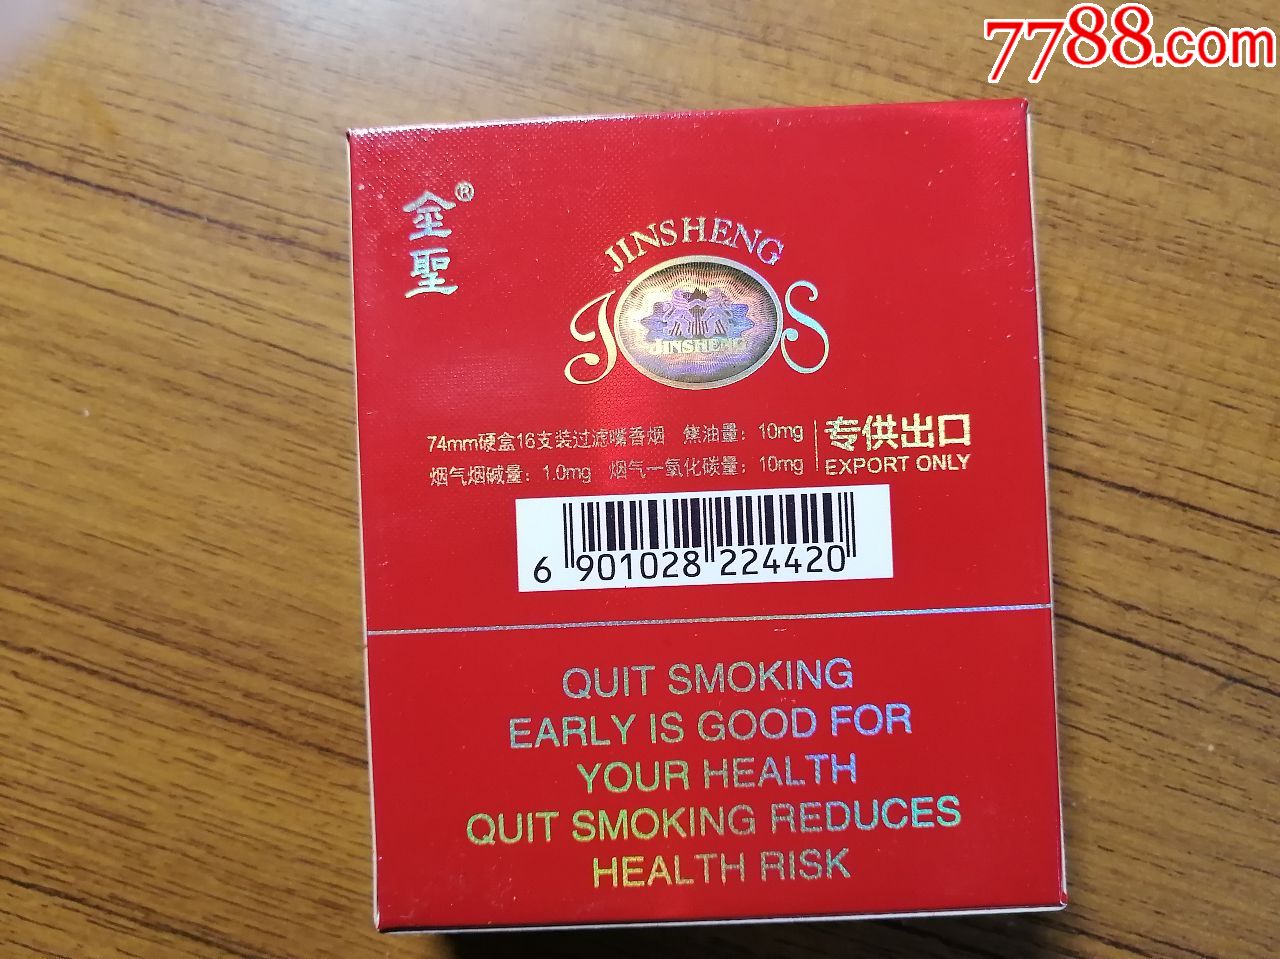 7788.com
金聖®
JINSHENG
J S
JINSHENG
74mm硬盒16支装过滤嘴香烟 焦油量：10mg
烟气烟碱量：1.0mg 烟气一氧化碳量：10mg
专供出口
EXPORT ONLY
6 901028 224420
QUIT SMOKING
EARLY IS GOOD FOR
YOUR HEALTH
QUIT SMOKING REDUCES
HEALTH RISK